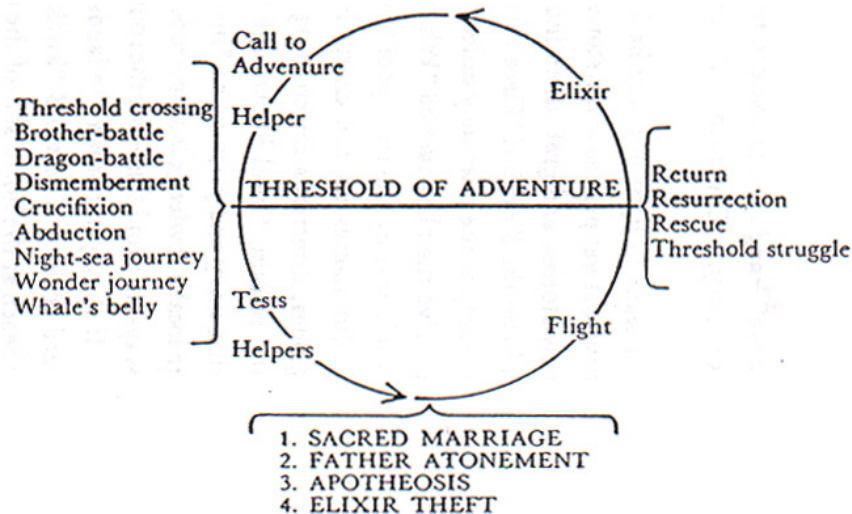 Call to
Adventure
Helper
Threshold crossing
Brother-battle
Dragon-battle
Dismemberment
Crucifixion
Abduction
Night-sea journey
Wonder journey
Whale's belly
THRESHOLD OF ADVENTURE
Elixir
Return
Resurrection
Rescue
Threshold struggle
Tests
Helpers
Flight
1. SACRED MARRIAGE
2. FATHER ATONEMENT
3. APOTHEOSIS
4. ELIXIR THEFT